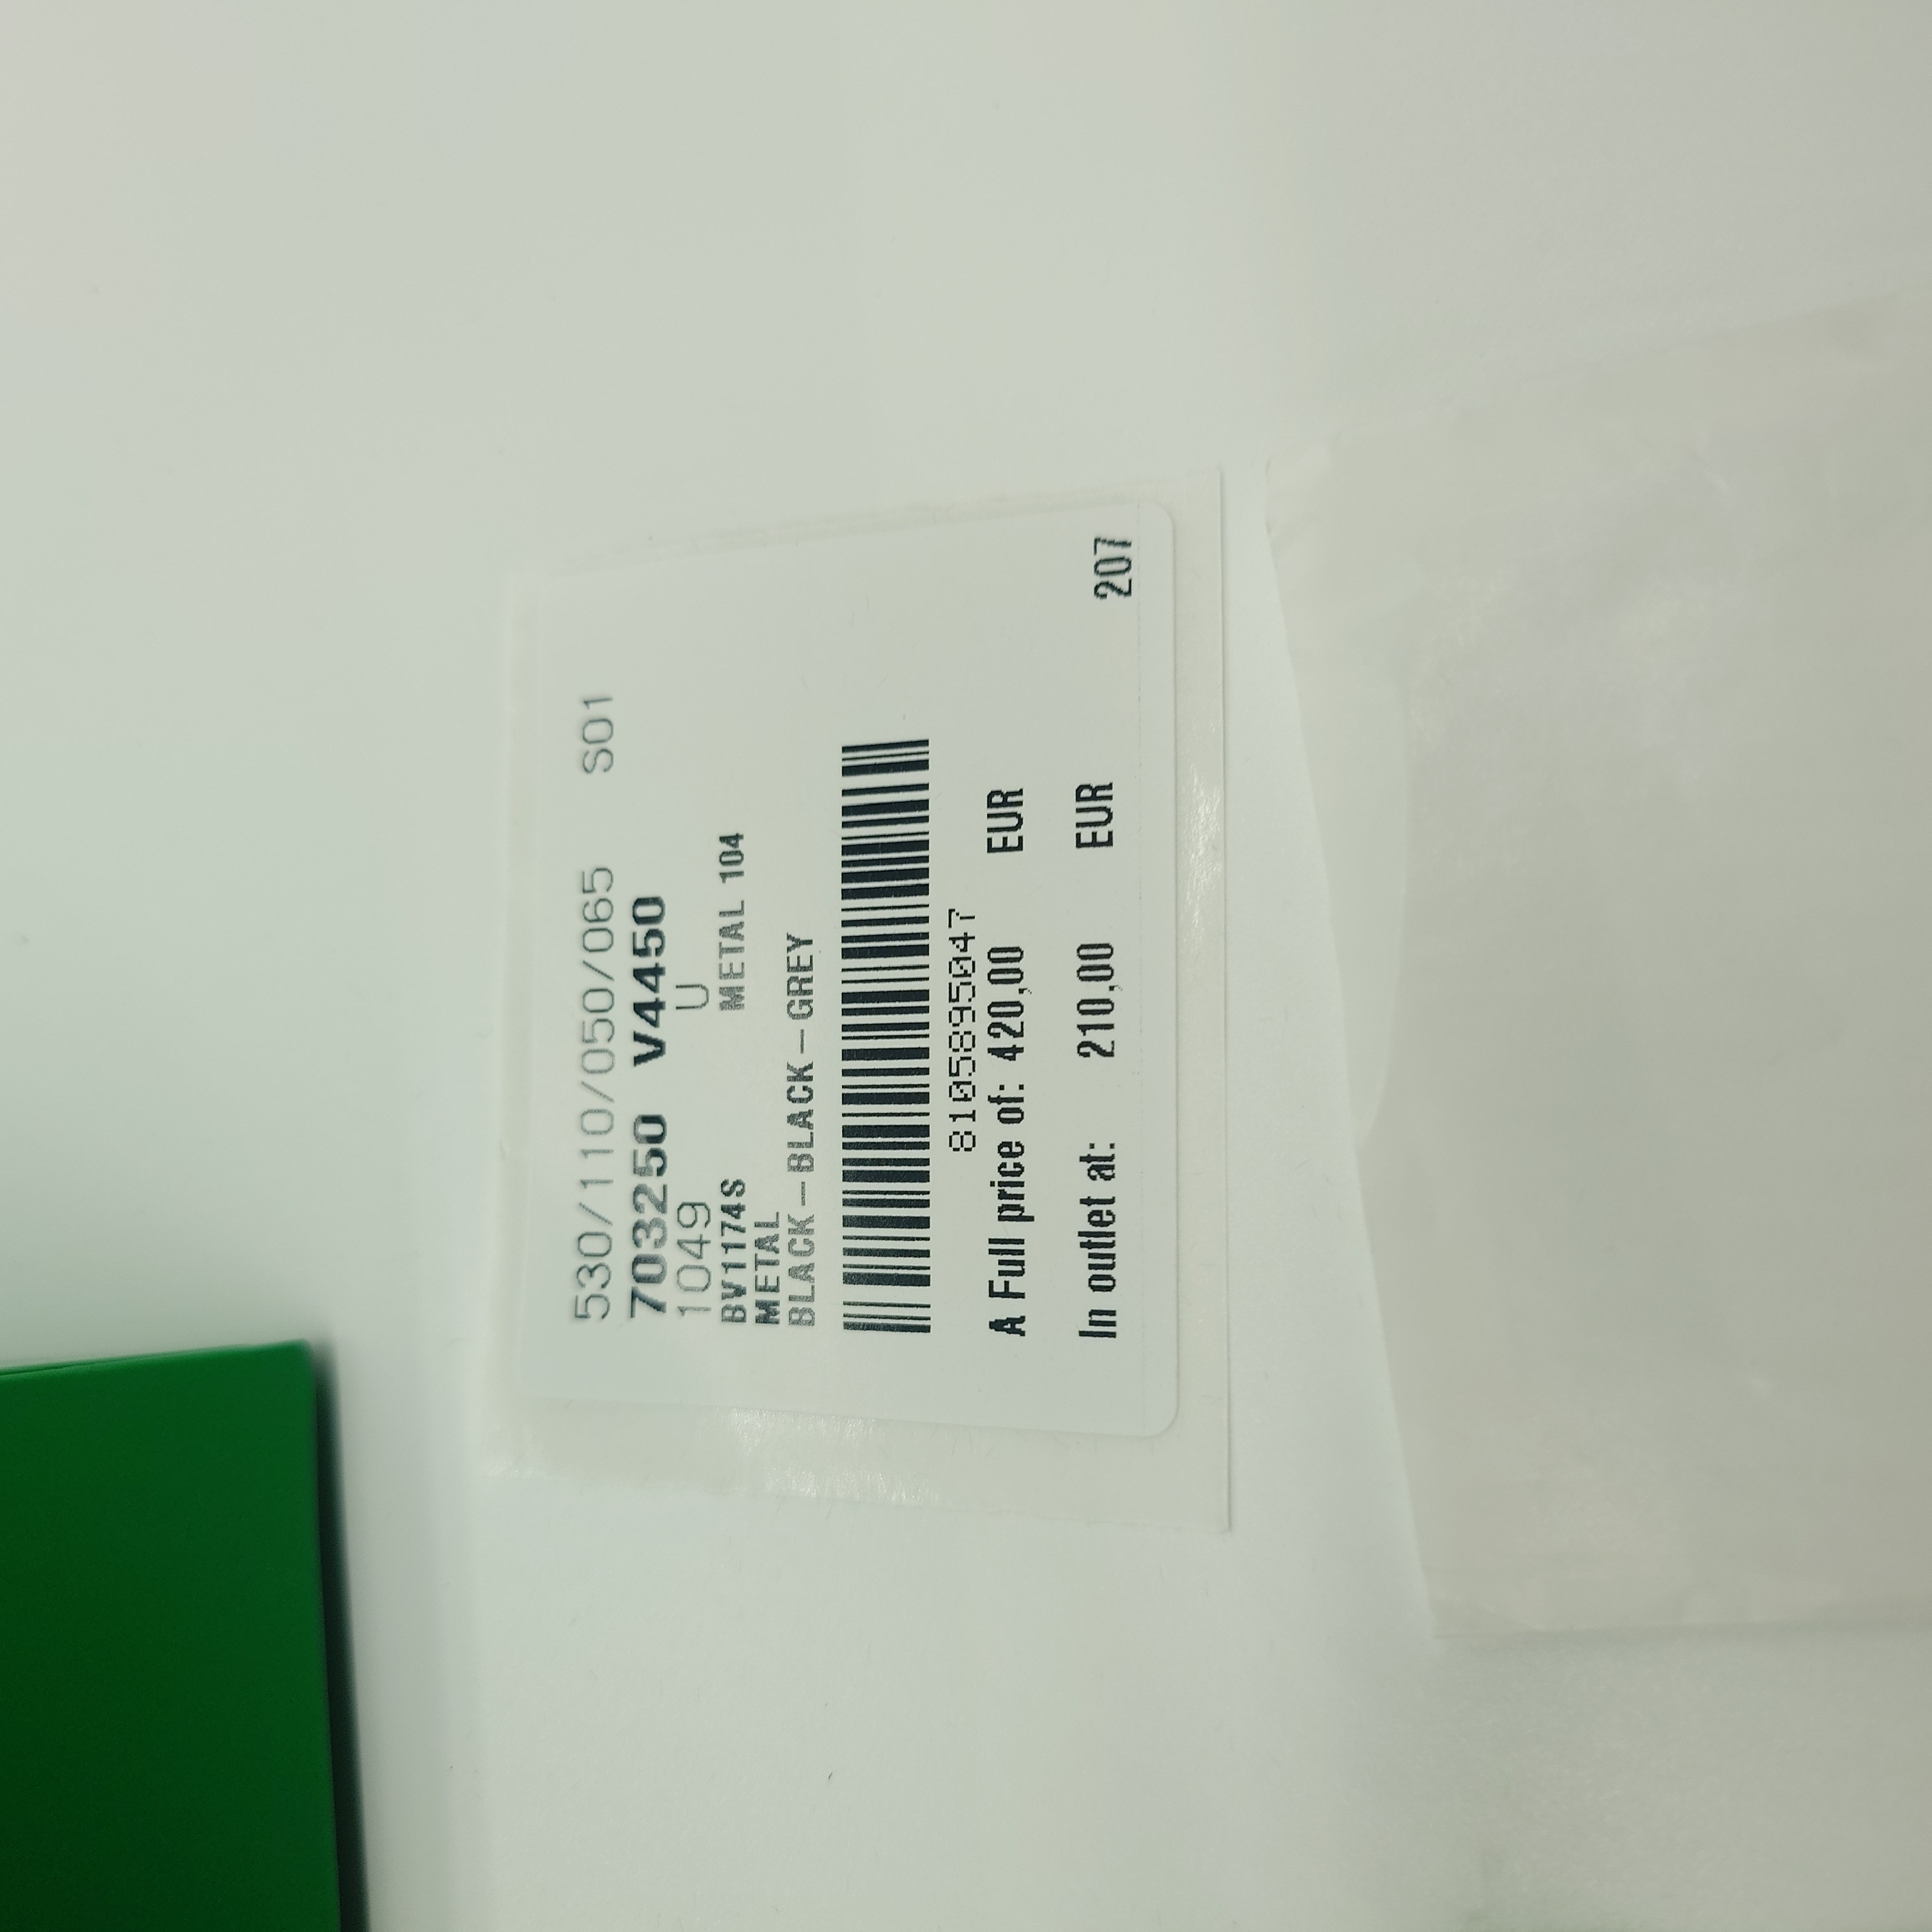 530/110/050/065 S01
703250 V4450
1049 U
BV1174S METAL 104
METAL
BLACK-BLACK-GREY
8105895047
A Full price of: 420,00 EUR
In outlet at: 210,00 EUR
207